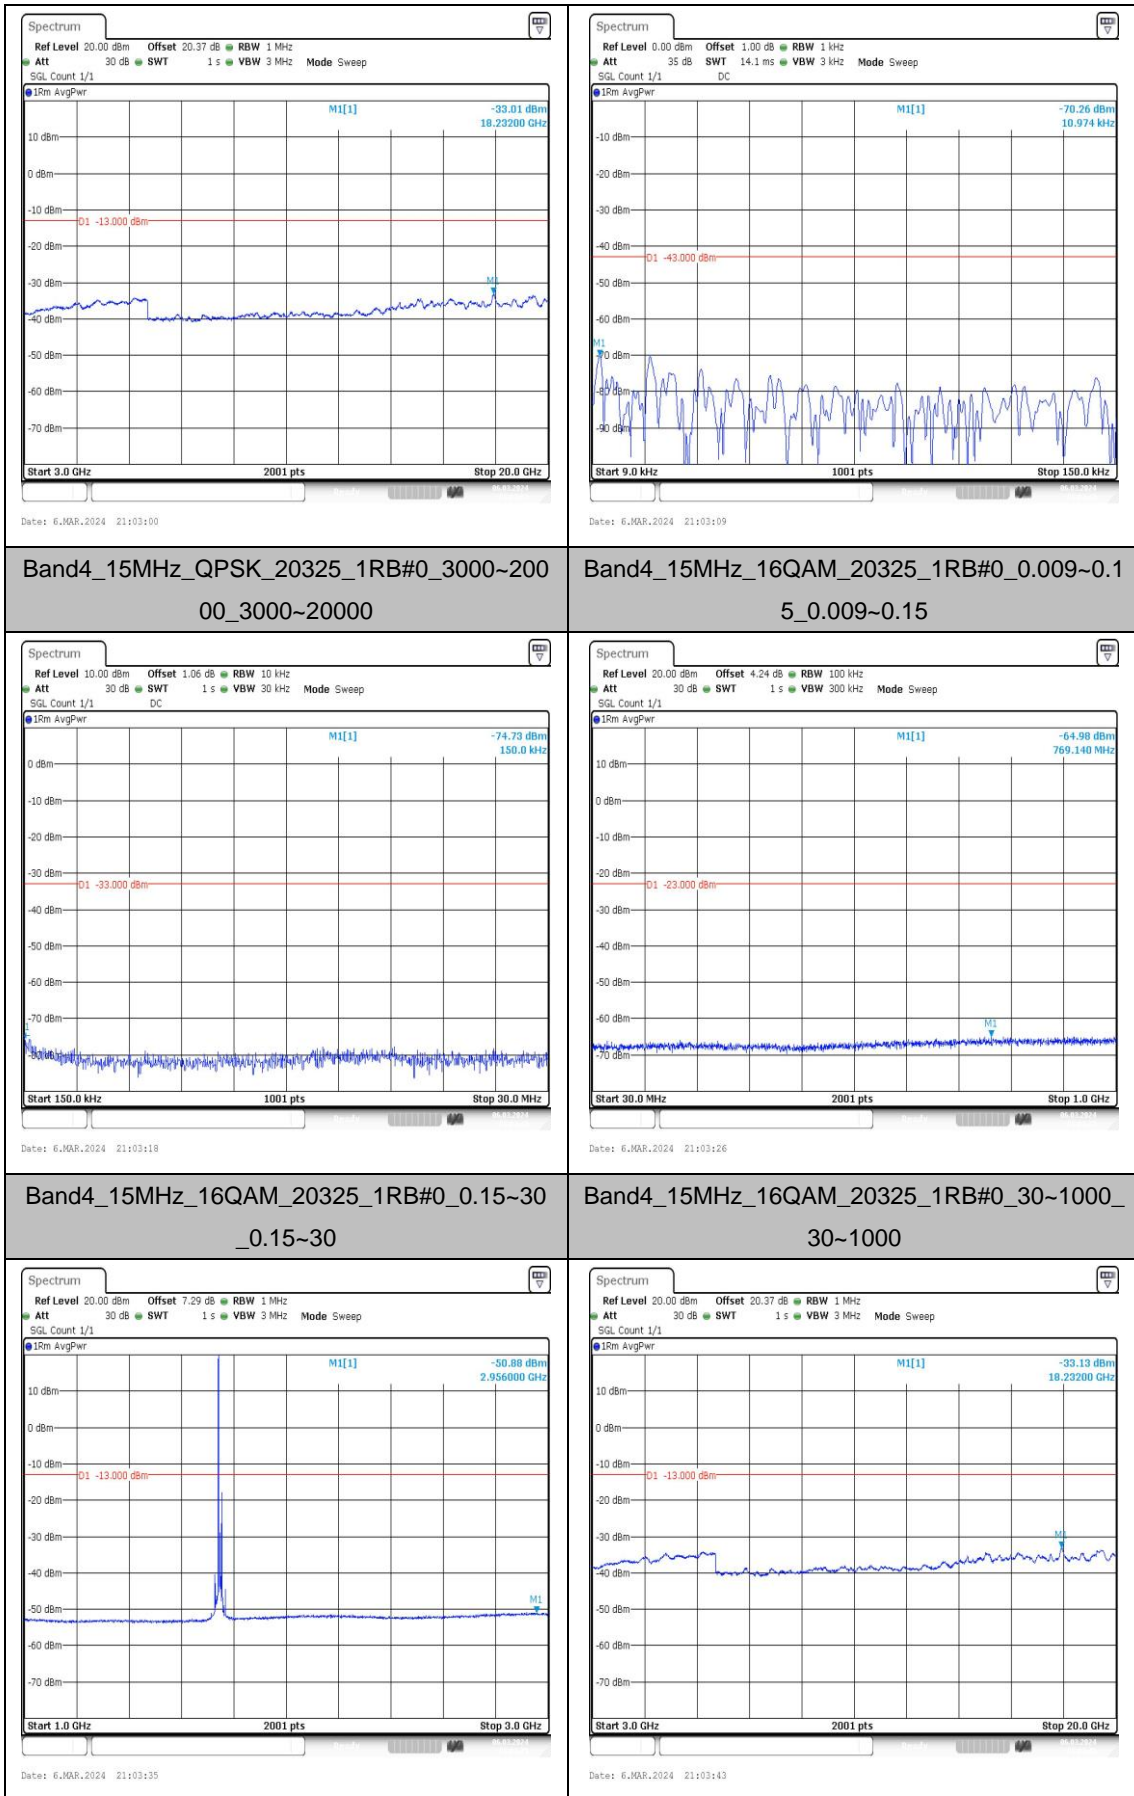 Spectrum
Ref Level 20.00 dBm Offset 20.37 dB RBW 1 MHz
Att 30 dB SWT 1 s VBW 3 MHz Mode Sweep
SGL Count 1/1
1Rm AvgPwr
M1[1] -33.01 dBm
18.23200 GHz
10 dBm
0 dBm
-10 dBm
D1 -13.000 dBm
-20 dBm
-30 dBm
M1
-40 dBm
-50 dBm
-60 dBm
-70 dBm
Start 3.0 GHz 2001 pts Stop 20.0 GHz
Date: 6.MAR.2024 21:03:00
Spectrum
Ref Level 0.00 dBm Offset 1.00 dB RBW 1 kHz
Att 35 dB SWT 14.1 ms VBW 3 kHz Mode Sweep
SGL Count 1/1 DC
1Rm AvgPwr
M1[1] -70.26 dBm
10.974 kHz
-10 dBm
-20 dBm
-30 dBm
-40 dBm
D1 -43.000 dBm
-50 dBm
-60 dBm
M1
-70 dBm
-80 dBm
-90 dBm
Start 9.0 kHz 1001 pts Stop 150.0 kHz
Date: 6.MAR.2024 21:03:09
Band4_15MHz_QPSK_20325_1RB#0_3000~200
00_3000~20000
Band4_15MHz_16QAM_20325_1RB#0_0.009~0.1
5_0.009~0.15
Spectrum
Ref Level 10.00 dBm Offset 1.06 dB RBW 10 kHz
Att 30 dB SWT 1 s VBW 30 kHz Mode Sweep
SGL Count 1/1 DC
1Rm AvgPwr
M1[1] -74.73 dBm
150.0 kHz
0 dBm
-10 dBm
-20 dBm
-30 dBm
D1 -33.000 dBm
-40 dBm
-50 dBm
-60 dBm
-70 dBm
-80 dBm
Start 150.0 kHz 1001 pts Stop 30.0 MHz
Date: 6.MAR.2024 21:03:18
Spectrum
Ref Level 20.00 dBm Offset 4.24 dB RBW 100 kHz
Att 30 dB SWT 1 s VBW 300 kHz Mode Sweep
SGL Count 1/1
1Rm AvgPwr
M1[1] -64.98 dBm
769.140 MHz
10 dBm
0 dBm
-10 dBm
-20 dBm
D1 -23.000 dBm
-30 dBm
-40 dBm
-50 dBm
-60 dBm
M1
-70 dBm
Start 30.0 MHz 2001 pts Stop 1.0 GHz
Date: 6.MAR.2024 21:03:26
Band4_15MHz_16QAM_20325_1RB#0_0.15~30
_0.15~30
Band4_15MHz_16QAM_20325_1RB#0_30~1000_
30~1000
Spectrum
Ref Level 20.00 dBm Offset 7.29 dB RBW 1 MHz
Att 30 dB SWT 1 s VBW 3 MHz Mode Sweep
SGL Count 1/1
1Rm AvgPwr
M1[1] -50.88 dBm
2.956000 GHz
10 dBm
0 dBm
-10 dBm
D1 -13.000 dBm
-20 dBm
-30 dBm
-40 dBm
-50 dBm
M1
-60 dBm
-70 dBm
Start 1.0 GHz 2001 pts Stop 3.0 GHz
Date: 6.MAR.2024 21:03:35
Spectrum
Ref Level 20.00 dBm Offset 20.37 dB RBW 1 MHz
Att 30 dB SWT 1 s VBW 3 MHz Mode Sweep
SGL Count 1/1
1Rm AvgPwr
M1[1] -33.13 dBm
18.23200 GHz
10 dBm
0 dBm
-10 dBm
D1 -13.000 dBm
-20 dBm
-30 dBm
M1
-40 dBm
-50 dBm
-60 dBm
-70 dBm
Start 3.0 GHz 2001 pts Stop 20.0 GHz
Date: 6.MAR.2024 21:03:43